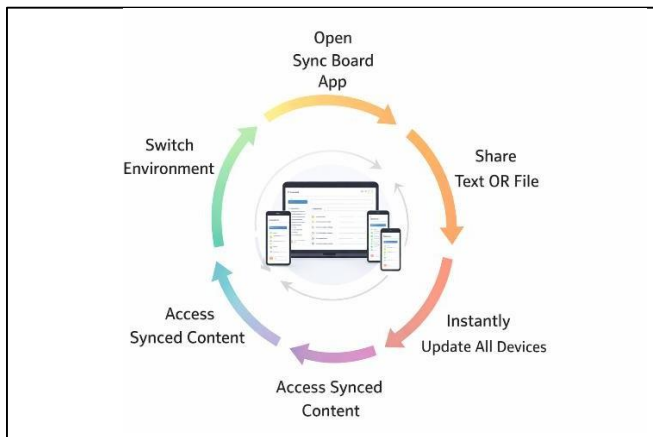 Open
Sync Board
App
Share
Text OR File
Instantly
Update All Devices
Access Synced
Content
Access
Synced Content
Switch
Environment